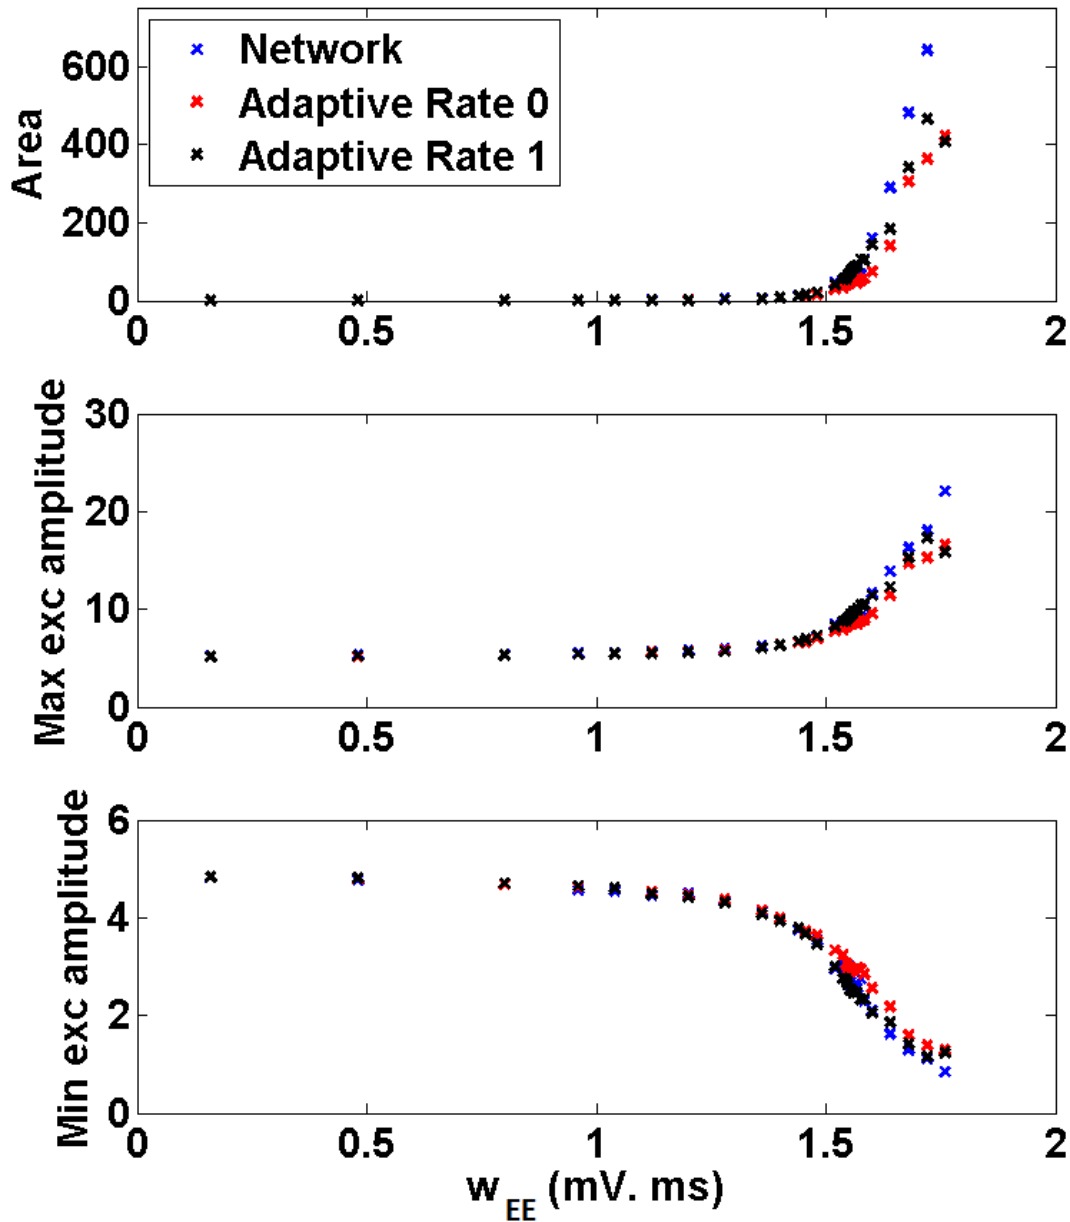 Network
Adaptive Rate 0
Adaptive Rate 1
Area
600
400
200
0
0 0.5 1 1.5 2
Max exc amplitude
30
20
10
0
0 0.5 1 1.5 2
Min exc amplitude
6
4
2
0
0 0.5 1 1.5 2
w_EE (mV. ms)